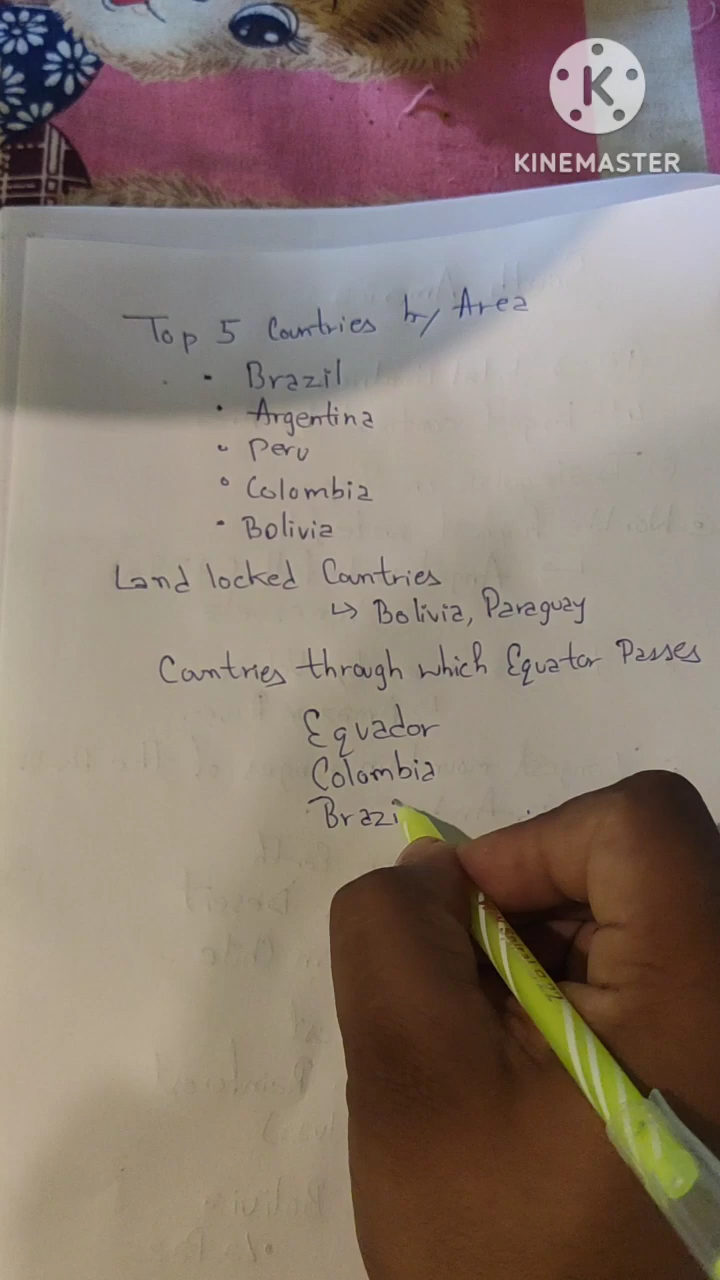 KINEMASTER
Top 5 Countries by Area
• Brazil
• Argentina
• Peru
• Colombia
• Bolivia
Land locked Countries
↳ Bolivia, Paraguay
Countries through which Equator Passes
Equador
Colombia
Brazi